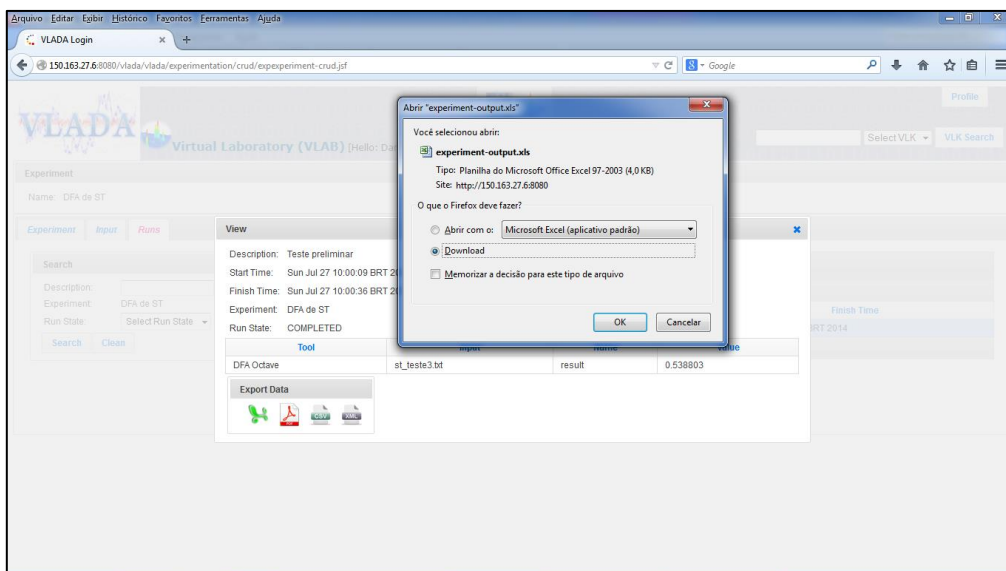 Arquivo Editar Exibir Histórico Favoritos Ferramentas Ajuda
VLADA Login
150.163.27.6:8080/vlada/vlada/experimentation/crud/expexperiment-crud.jsf
Google
Profile
VLADA
Virtual Laboratory (VLAB) [Hello:
Select VLK
VLK Search
Experiment
Name: DFA de ST
Experiment Input Runs
Search
Description:
Experiment: DFA de ST
Run State: Select Run State
Search Clean
Finish Time
BRT 2014
View
Description: Teste preliminar
Start Time: Sun Jul 27 10:00:09 BRT
Finish Time: Sun Jul 27 10:00:36 BRT
Experiment: DFA de ST
Run State: COMPLETED
Tool Input Name Value
DFA Octave st_teste3.txt result 0.538803
Export Data
PDF CSV XML
Abrir "experiment-output.xls"
Você selecionou abrir:
experiment-output.xls
Tipo: Planilha do Microsoft Office Excel 97-2003 (4,0 KB)
Site: http://150.163.27.6:8080
O que o Firefox deve fazer?
Abrir com o: Microsoft Excel (aplicativo padrão)
Download
Memorizar a decisão para este tipo de arquivo
OK Cancelar